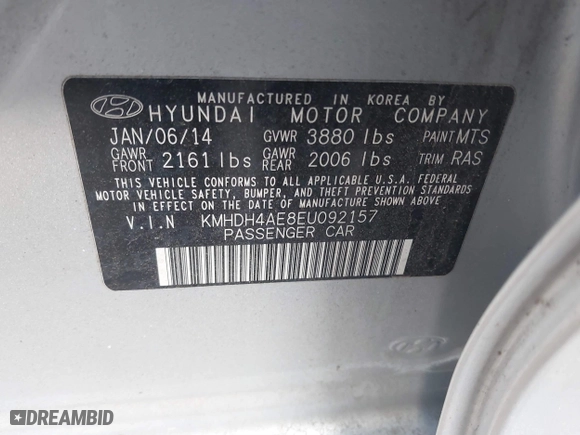 MANUFACTURED IN KOREA BY
HYUNDAI MOTOR COMPANY
JAN/06/14 GVWR 3880 lbs PAINT MTS
GAWR FRONT 2161 lbs GAWR REAR 2006 lbs TRIM RAS
THIS VEHICLE CONFORMS TO ALL APPLICABLE U.S.A. FEDERAL
MOTOR VEHICLE SAFETY, BUMPER, AND THEFT PREVENTION STANDARDS
IN EFFECT ON THE DATE OF MANUFACTURE SHOWN ABOVE.
V.I.N KMHDH4AE8EU092157
PASSENGER CAR
DREAMBID